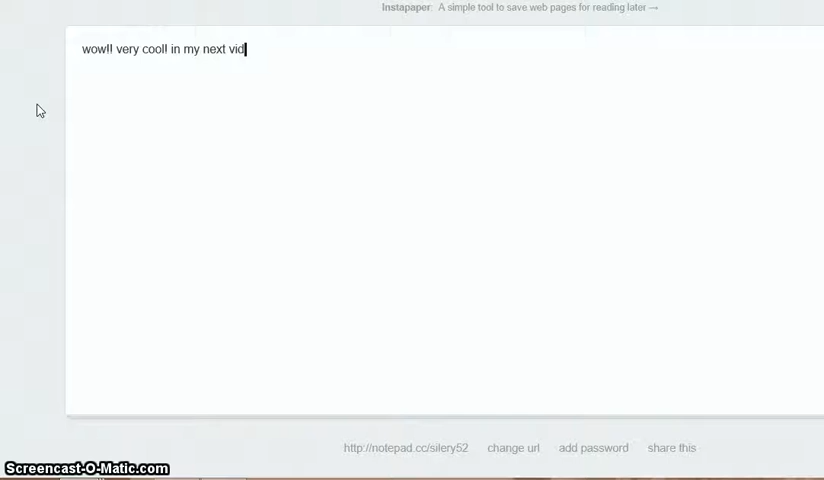 Instapaper: A simple tool to save web pages for reading later →
wow!! very cool! in my next vid
http://notepad.cc/silery52 change url add password share this
Screencast-O-Matic.com